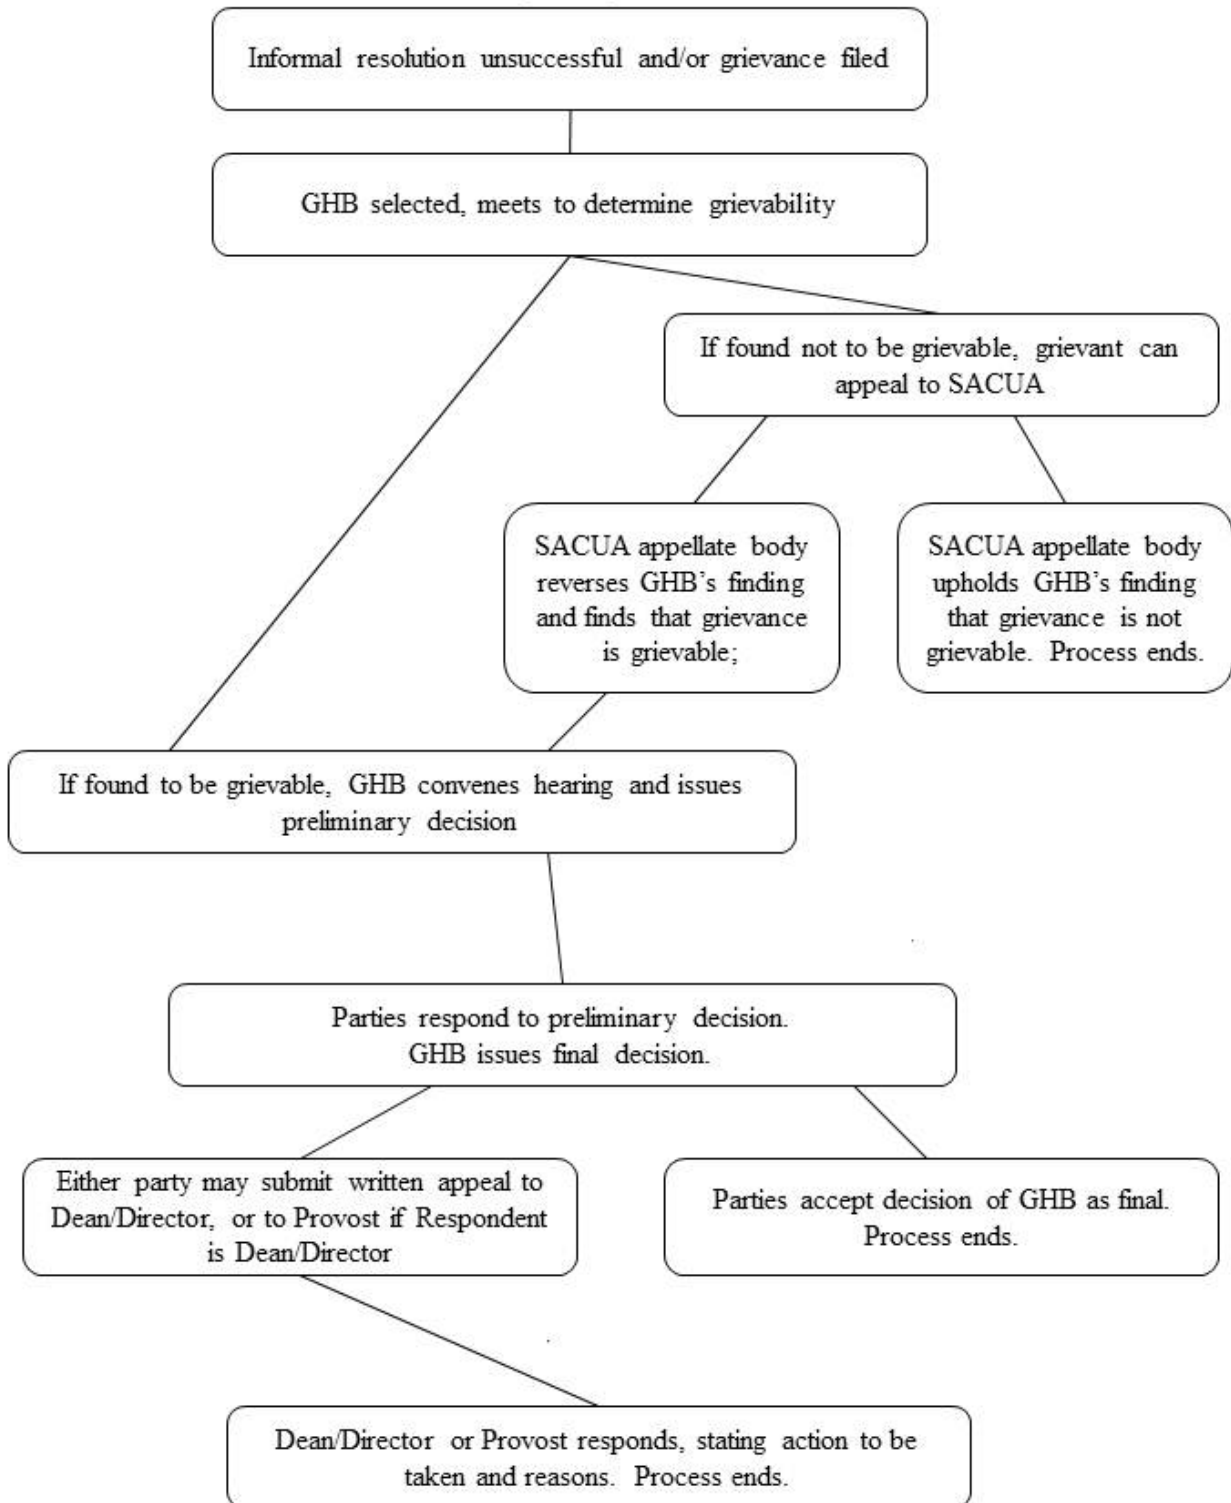 Informal resolution unsuccessful and/or grievance filed
GHB selected, meets to determine grievability
If found not to be grievable, grievant can
appeal to SACUA
SACUA appellate body
reverses GHB’s finding
and finds that grievance
is grievable;
SACUA appellate body
upholds GHB’s finding
that grievance is not
grievable. Process ends.
If found to be grievable, GHB convenes hearing and issues
preliminary decision
Parties respond to preliminary decision.
GHB issues final decision.
Either party may submit written appeal to
Dean/Director, or to Provost if Respondent
is Dean/Director
Parties accept decision of GHB as final.
Process ends.
Dean/Director or Provost responds, stating action to be
taken and reasons. Process ends.